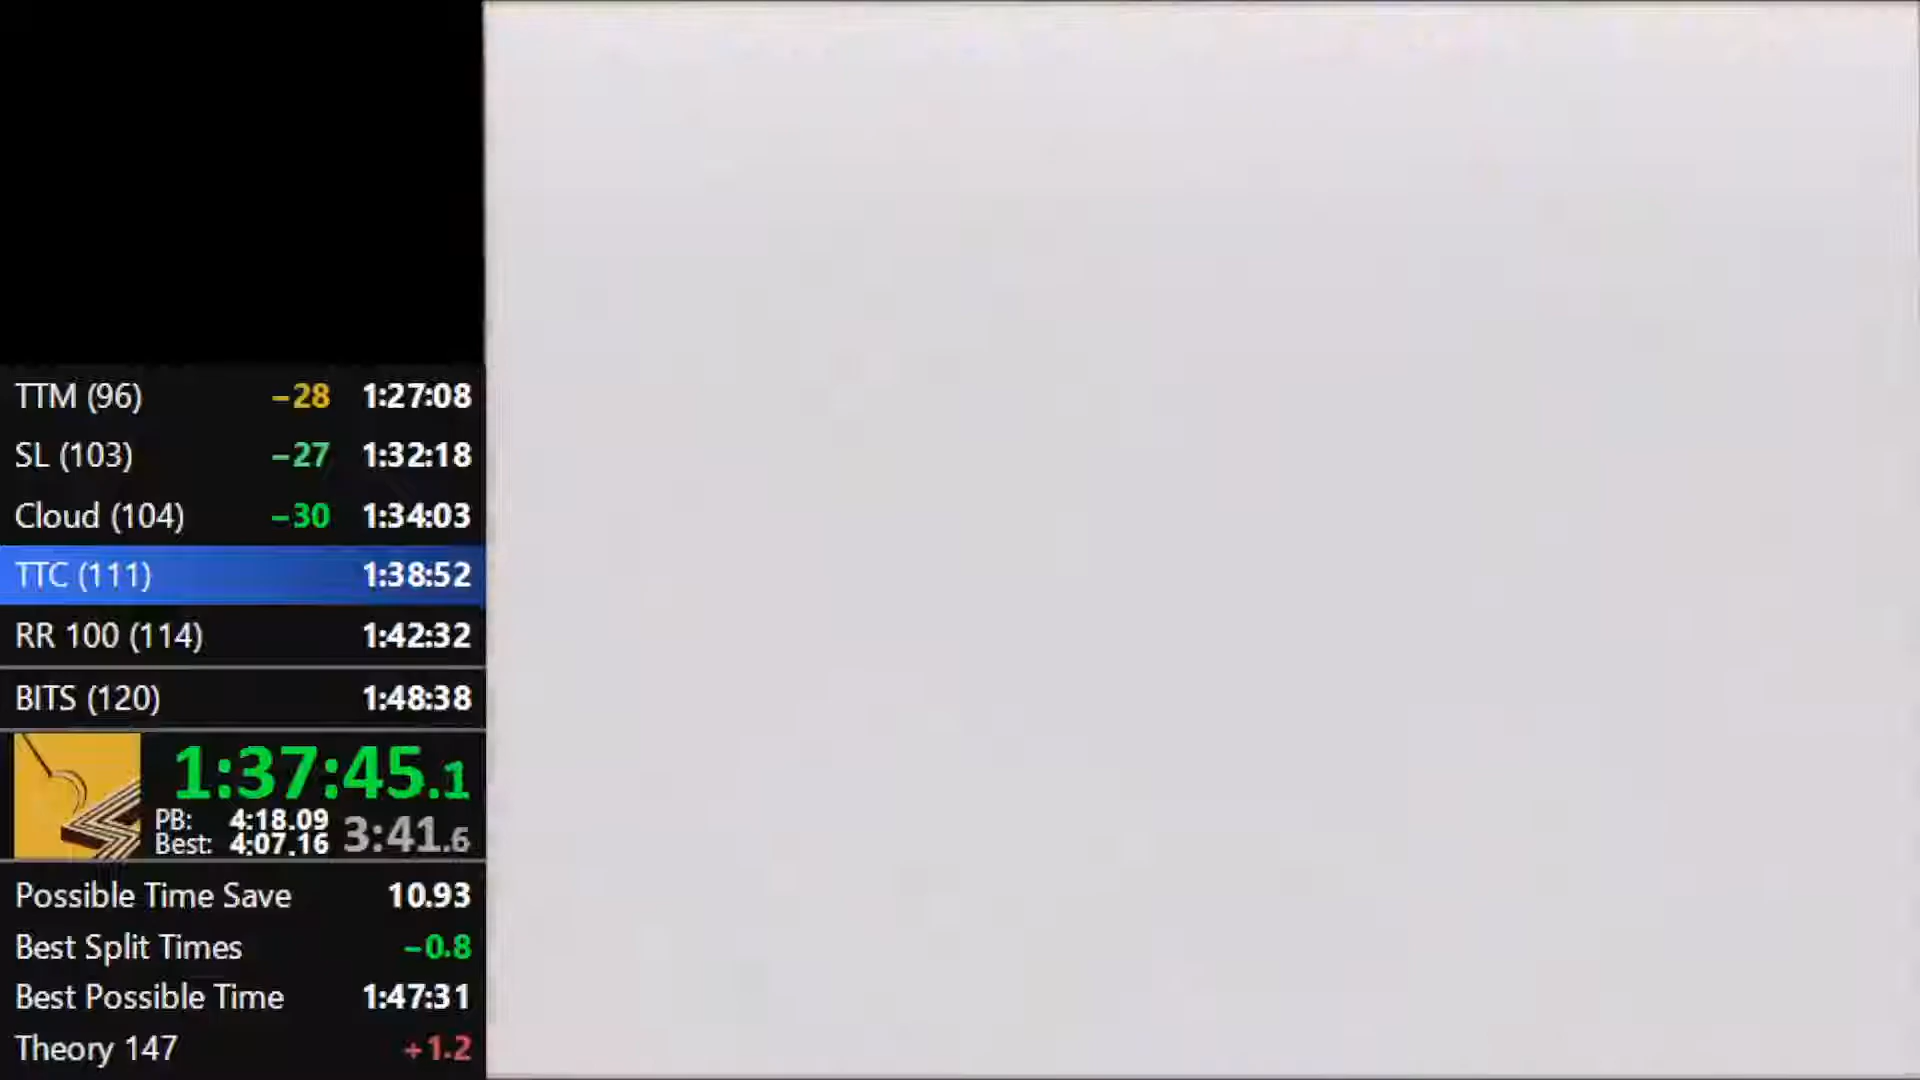 TTM (96) −28 1:27:08
SL (103) −27 1:32:18
Cloud (104) −30 1:34:03
TTC (111) 1:38:52
RR 100 (114) 1:42:32
BITS (120) 1:48:38
1:37:45.1
PB: 4:18.09
Best: 4:07.16 3:41.6
Possible Time Save 10.93
Best Split Times −0.8
Best Possible Time 1:47:31
Theory 147 +1.2